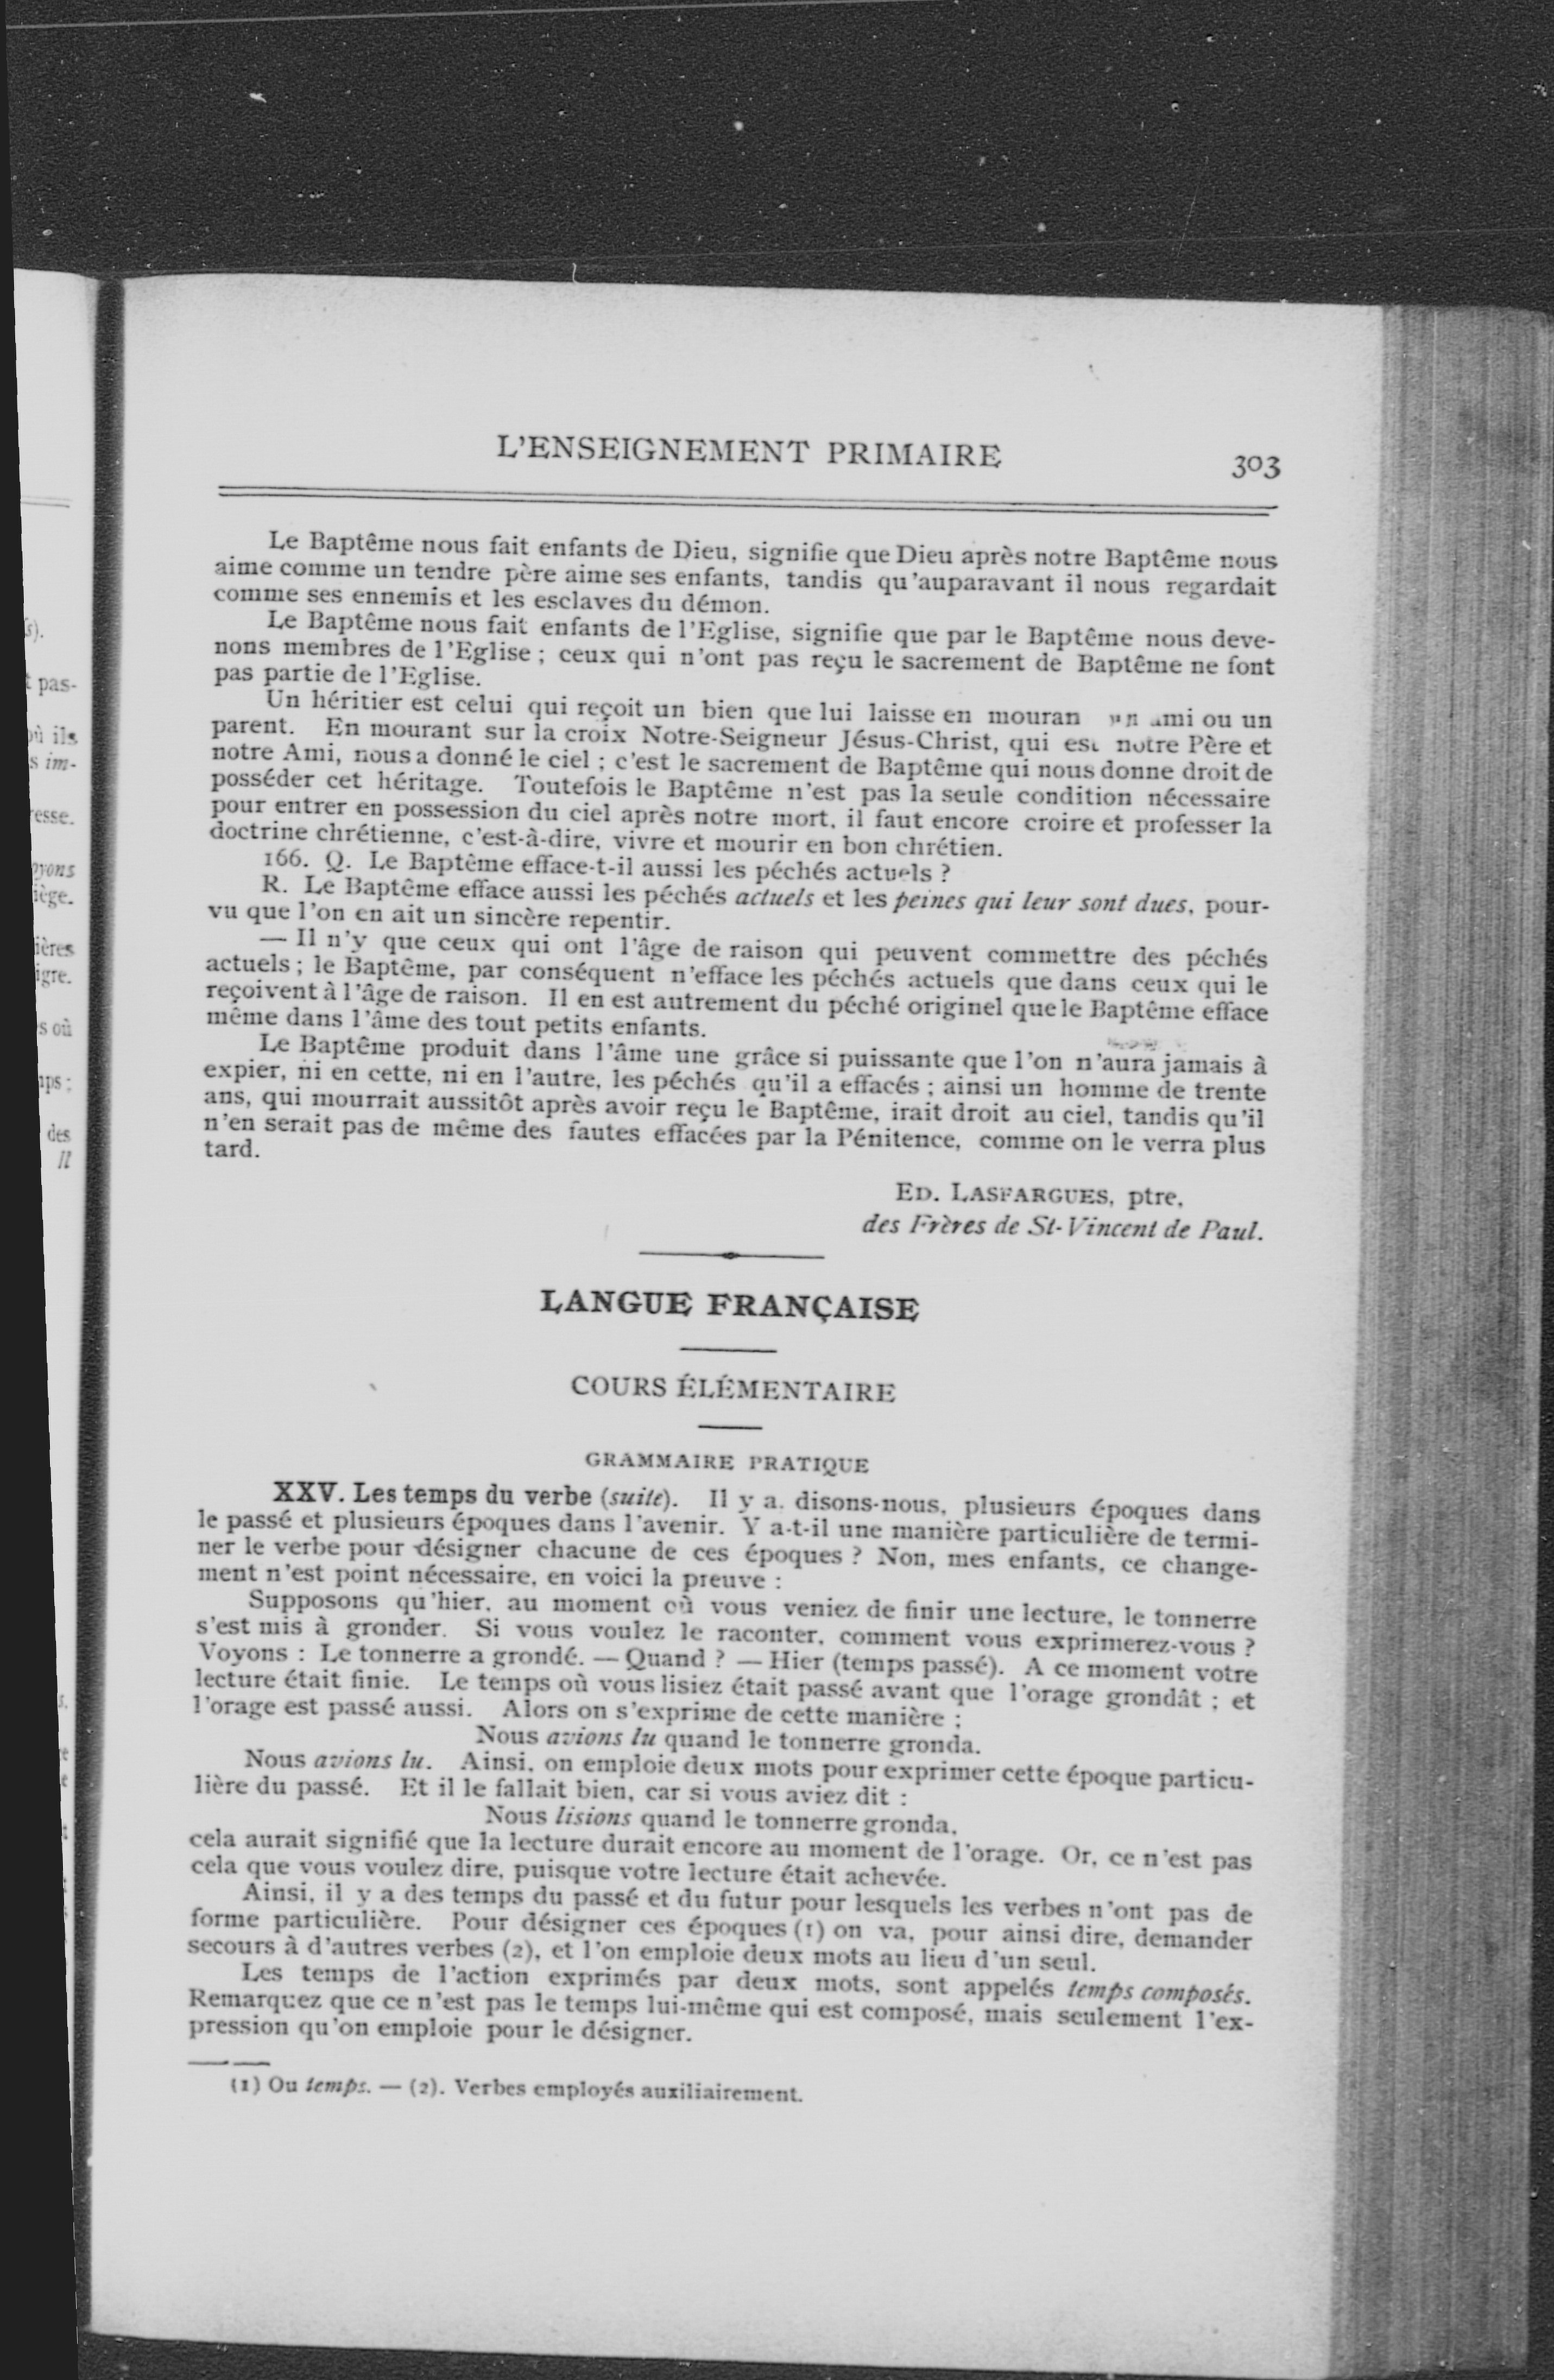 L'ENSEIGNEMENT PRIMAIRE 303
Le Baptême nous fait enfants de Dieu, signifie que Dieu après notre Baptême nous
aime comme un tendre père aime ses enfants, tandis qu'auparavant il nous regardait
comme ses ennemis et les esclaves du démon.
Le Baptême nous fait enfants de l'Eglise, signifie que par le Baptême nous deve-
nons membres de l'Eglise ; ceux qui n'ont pas reçu le sacrement de Baptême ne font
pas partie de l'Eglise.
Un héritier est celui qui reçoit un bien que lui laisse en mouran un ami ou un
parent. En mourant sur la croix Notre-Seigneur Jésus-Christ, qui est notre Père et
notre Ami, nous a donné le ciel ; c'est le sacrement de Baptême qui nous donne droit de
posséder cet héritage. Toutefois le Baptême n'est pas la seule condition nécessaire
pour entrer en possession du ciel après notre mort, il faut encore croire et professer la
doctrine chrétienne, c'est-à-dire, vivre et mourir en bon chrétien.
166. Q. Le Baptême efface-t-il aussi les péchés actuels ?
R. Le Baptême efface aussi les péchés actuels et les peines qui leur sont dues, pour-
vu que l'on en ait un sincère repentir.
— Il n'y que ceux qui ont l'âge de raison qui peuvent commettre des péchés
actuels ; le Baptême, par conséquent n'efface les péchés actuels que dans ceux qui le
reçoivent à l'âge de raison. Il en est autrement du péché originel que le Baptême efface
même dans l'âme des tout petits enfants.
Le Baptême produit dans l'âme une grâce si puissante que l'on n'aura jamais à
expier, ni en cette, ni en l'autre, les péchés qu'il a effacés ; ainsi un homme de trente
ans, qui mourrait aussitôt après avoir reçu le Baptême, irait droit au ciel, tandis qu'il
n'en serait pas de même des fautes effacées par la Pénitence, comme on le verra plus
tard.
ED. LASFARGUES, ptre,
des Frères de St-Vincent de Paul.
LANGUE FRANÇAISE
COURS ÉLÉMENTAIRE
GRAMMAIRE PRATIQUE
XXV. Les temps du verbe (suite). Il y a, disons-nous, plusieurs époques dans
le passé et plusieurs époques dans l'avenir. Y a-t-il une manière particulière de termi-
ner le verbe pour désigner chacune de ces époques ? Non, mes enfants, ce change-
ment n'est point nécessaire, en voici la preuve :
Supposons qu'hier, au moment où vous veniez de finir une lecture, le tonnerre
s'est mis à gronder. Si vous voulez le raconter, comment vous exprimerez-vous ?
Voyons : Le tonnerre a grondé. — Quand ? — Hier (temps passé). A ce moment votre
lecture était finie. Le temps où vous lisiez était passé avant que l'orage grondât ; et
l'orage est passé aussi. Alors on s'exprime de cette manière :
Nous avions lu quand le tonnerre gronda.
Nous avions lu. Ainsi, on emploie deux mots pour exprimer cette époque particu-
lière du passé. Et il le fallait bien, car si vous aviez dit :
Nous lisions quand le tonnerre gronda,
cela aurait signifié que la lecture durait encore au moment de l'orage. Or, ce n'est pas
cela que vous voulez dire, puisque votre lecture était achevée.
Ainsi, il y a des temps du passé et du futur pour lesquels les verbes n'ont pas de
forme particulière. Pour désigner ces époques (1) on va, pour ainsi dire, demander
secours à d'autres verbes (2), et l'on emploie deux mots au lieu d'un seul.
Les temps de l'action exprimés par deux mots, sont appelés temps composés.
Remarquez que ce n'est pas le temps lui-même qui est composé, mais seulement l'ex-
pression qu'on emploie pour le désigner.
(1) Ou temps. — (2). Verbes employés auxiliairement.